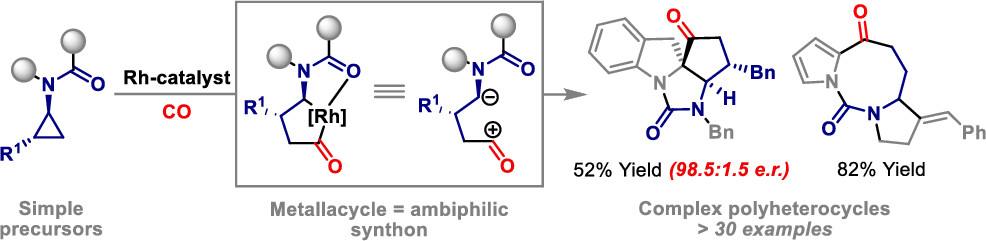 N
O
R¹
Simple
precursors
Rh-catalyst
CO
N
O
R¹
[Rh]
O
N
O
R¹
O
Metallacycle = ambiphilic
synthon
O
N
Bn
H
O
N
Bn
52% Yield (98.5:1.5 e.r.)
O
N
O
N
Ph
82% Yield
Complex polyheterocycles
> 30 examples